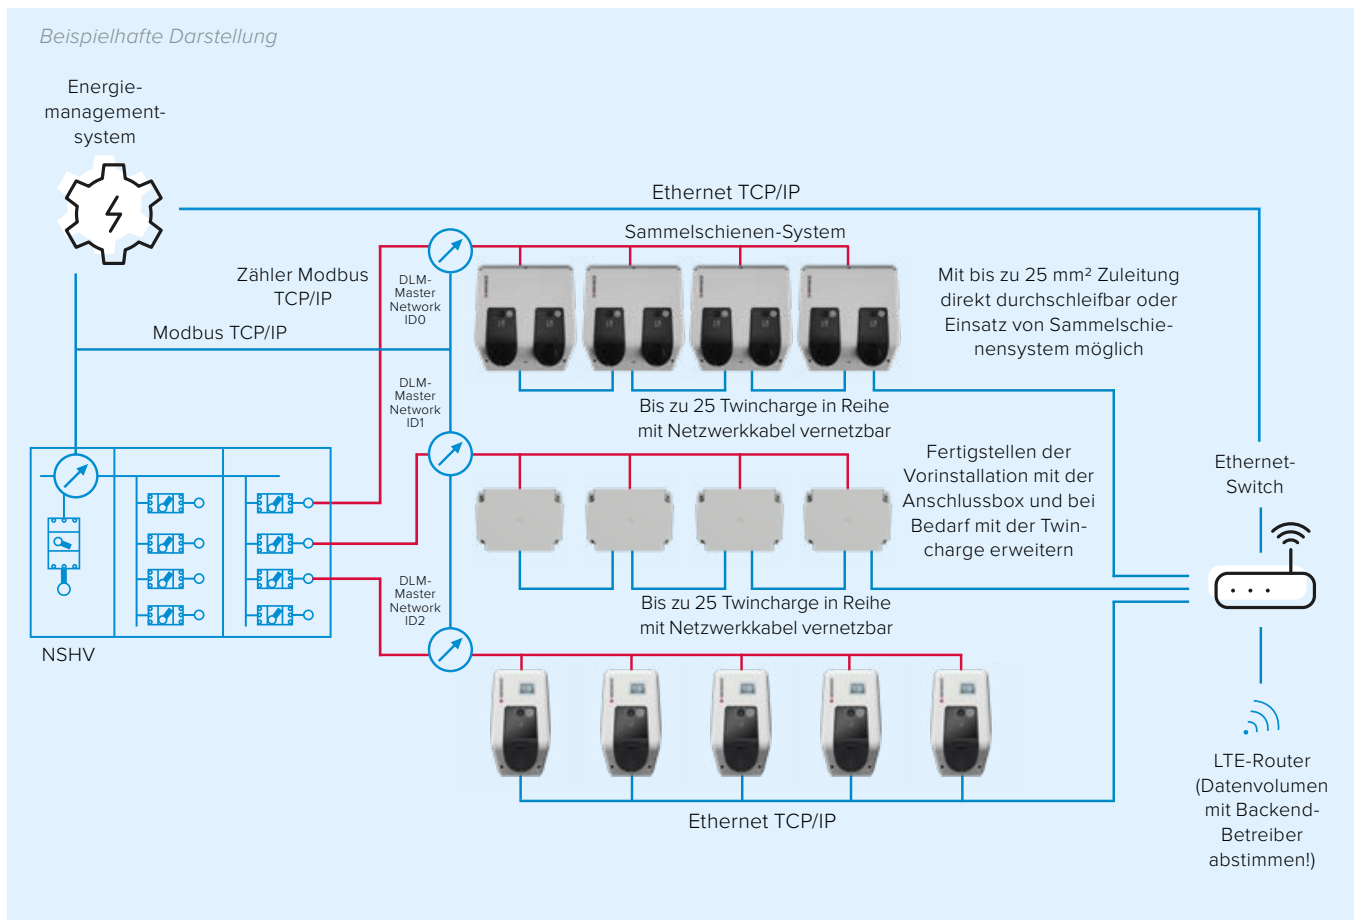 Beispielhafte Darstellung
Energie-
management-
system
Ethernet TCP/IP
Sammelschienen-System
Zähler Modbus
TCP/IP
DLM-
Master
Network
ID0
Mit bis zu 25 mm² Zuleitung
direkt durchschleifbar oder
Einsatz von Sammelschie-
nensystem möglich
Modbus TCP/IP
DLM-
Master
Network
ID1
Bis zu 25 Twincharge in Reihe
mit Netzwerkkabel vernetzbar
Fertigstellen der
Vorinstallation mit der
Anschlussbox und bei
Bedarf mit der Twin-
charge erweitern
Ethernet-
Switch
DLM-
Master
Network
ID2
Bis zu 25 Twincharge in Reihe
mit Netzwerkkabel vernetzbar
NSHV
Ethernet TCP/IP
LTE-Router
(Datenvolumen
mit Backend-
Betreiber
abstimmen!)